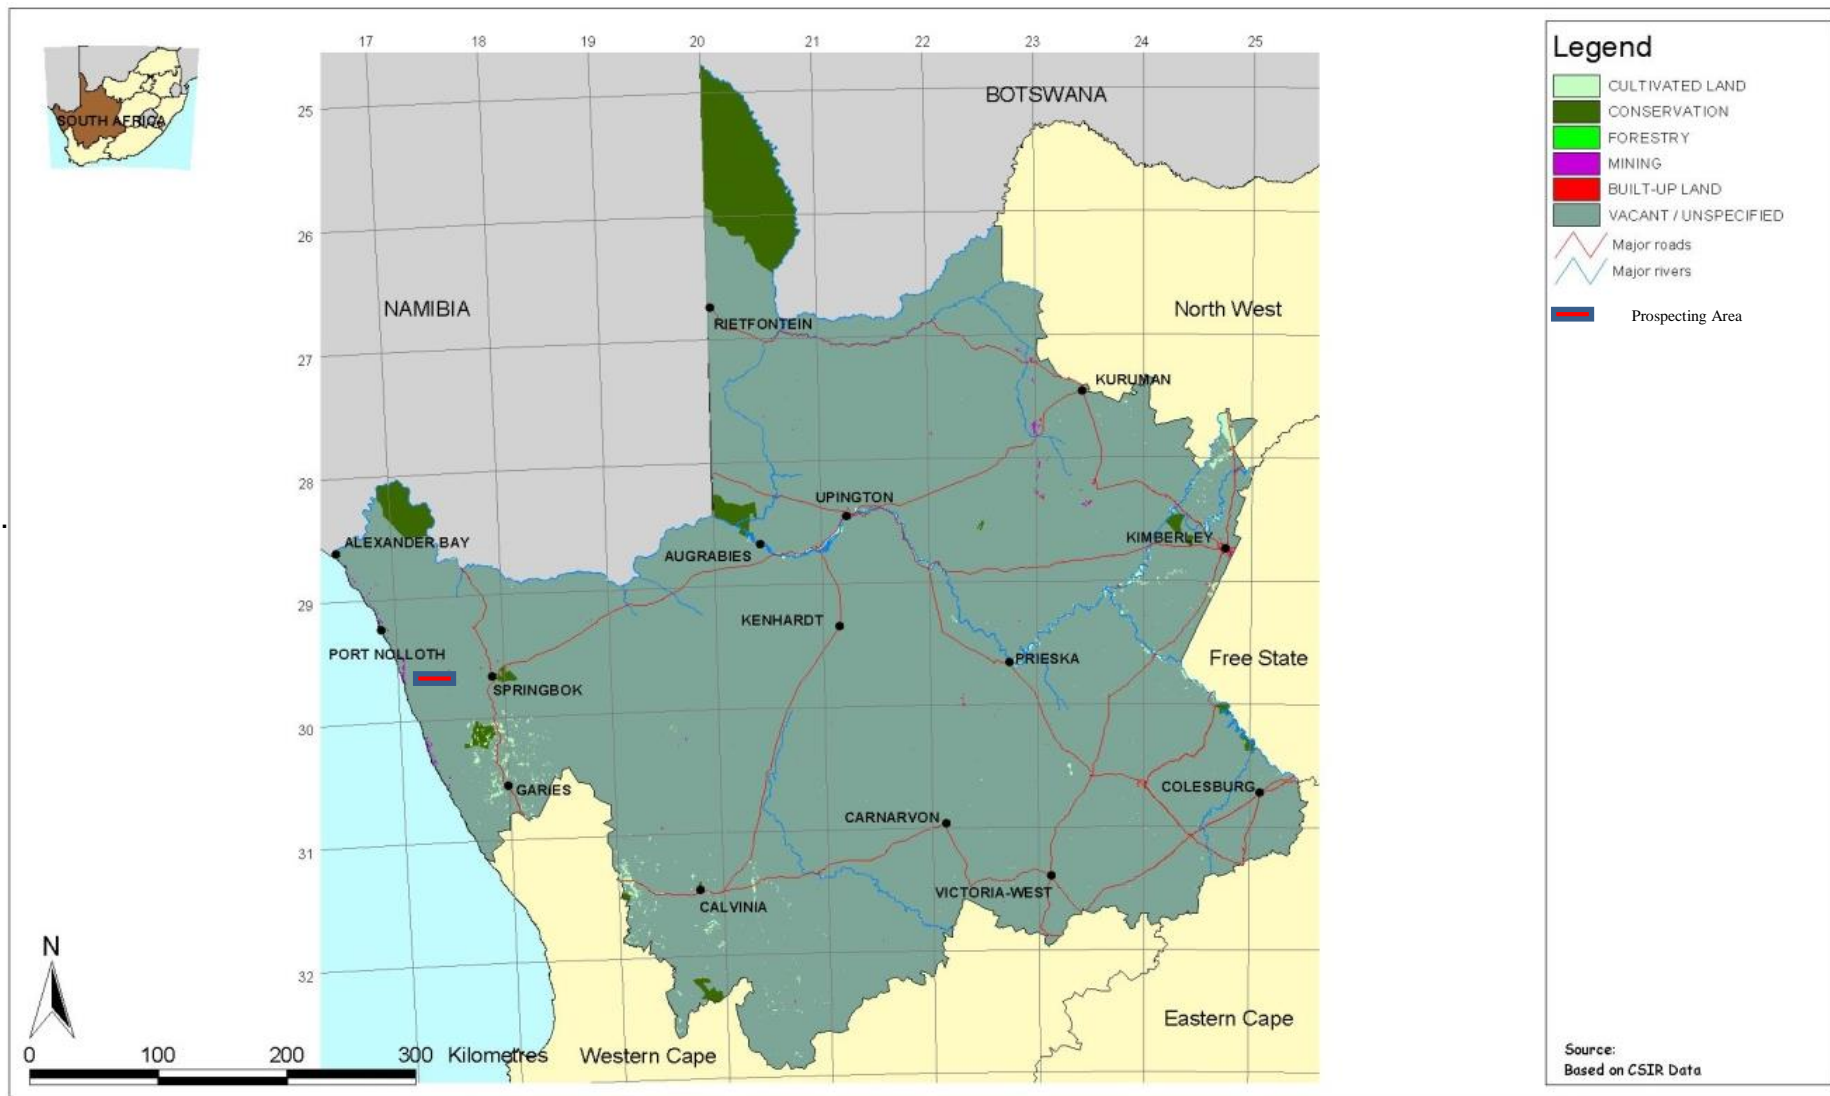 17 18 19 20 21 22 23 24 25
Legend
CULTIVATED LAND
CONSERVATION
FORESTRY
MINING
BUILT-UP LAND
VACANT / UNSPECIFIED
Major roads
Major rivers
Prospecting Area
SOUTH AFRICA
BOTSWANA
25
26
NAMIBIA
North West
RIETFONTEIN
27
KURUMAN
28
UPINGTON
.
ALEXANDER BAY
KIMBERLEY
AUGRABIES
29
KENHARDT
PORT NOLLOTH
PRIESKA
Free State
SPRINGBOK
30
GARIES
COLESBURG
CARNARVON
31
VICTORIA-WEST
CALVINIA
N
32
Eastern Cape
0 100 200 300 Kilometres
Western Cape
Source:
Based on CSIR Data